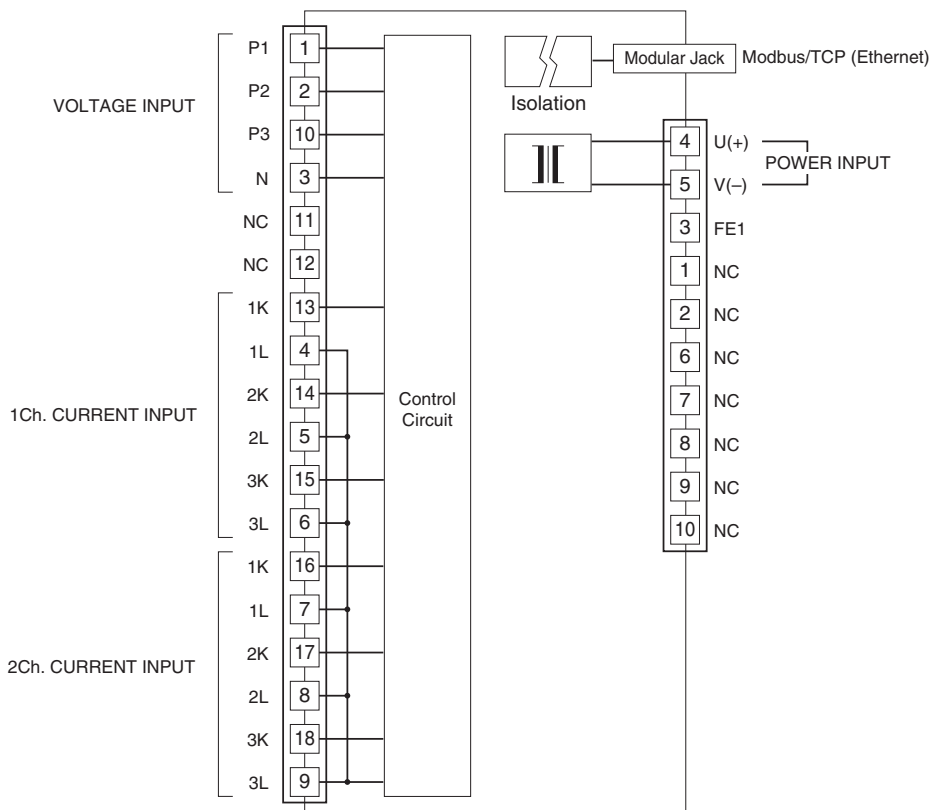 VOLTAGE INPUT
P1 1
P2 2
P3 10
N 3
NC 11
NC 12
1Ch. CURRENT INPUT
1K 13
1L 4
2K 14
2L 5
3K 15
3L 6
2Ch. CURRENT INPUT
1K 16
1L 7
2K 17
2L 8
3K 18
3L 9
Control
Circuit
Isolation
Modular Jack
Modbus/TCP (Ethernet)
4 U(+)
5 V(–)
POWER INPUT
3 FE1
1 NC
2 NC
6 NC
7 NC
8 NC
9 NC
10 NC